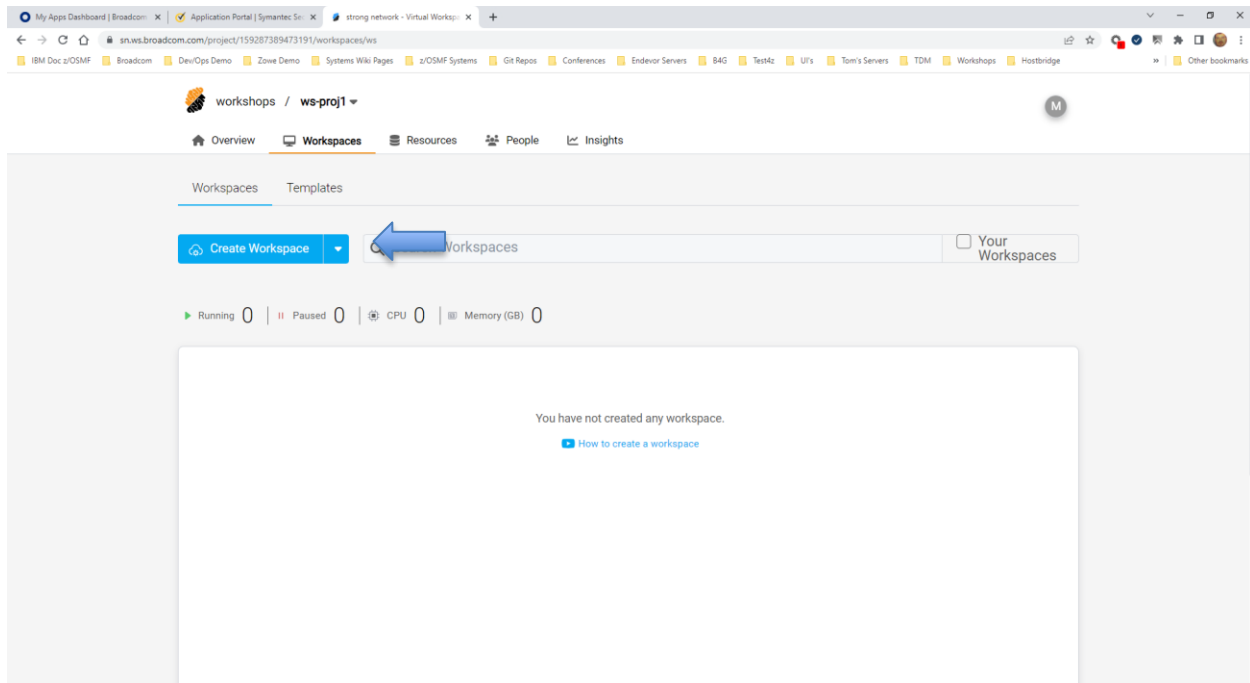 My Apps Dashboard | Broadcom
Application Portal | Symantec Se
strong network - Virtual Worksp
sn.ws.broadcom.com/project/159287389473191/workspaces/ws
IBM Doc z/OSMF Broadcom Dev/Ops Demo Zowe Demo Systems Wiki Pages z/OSMF Systems Git Repos Conferences Endevor Servers 84G Test4z UI's Tom's Servers TDM Workshops Hostbridge » Other bookmarks
workshops / ws-proj1
M
Overview Workspaces Resources People Insights
Workspaces Templates
Create Workspace
Workspaces
Your
Workspaces
Running 0 | Paused 0 | CPU 0 | Memory (GB) 0
You have not created any workspace.
How to create a workspace